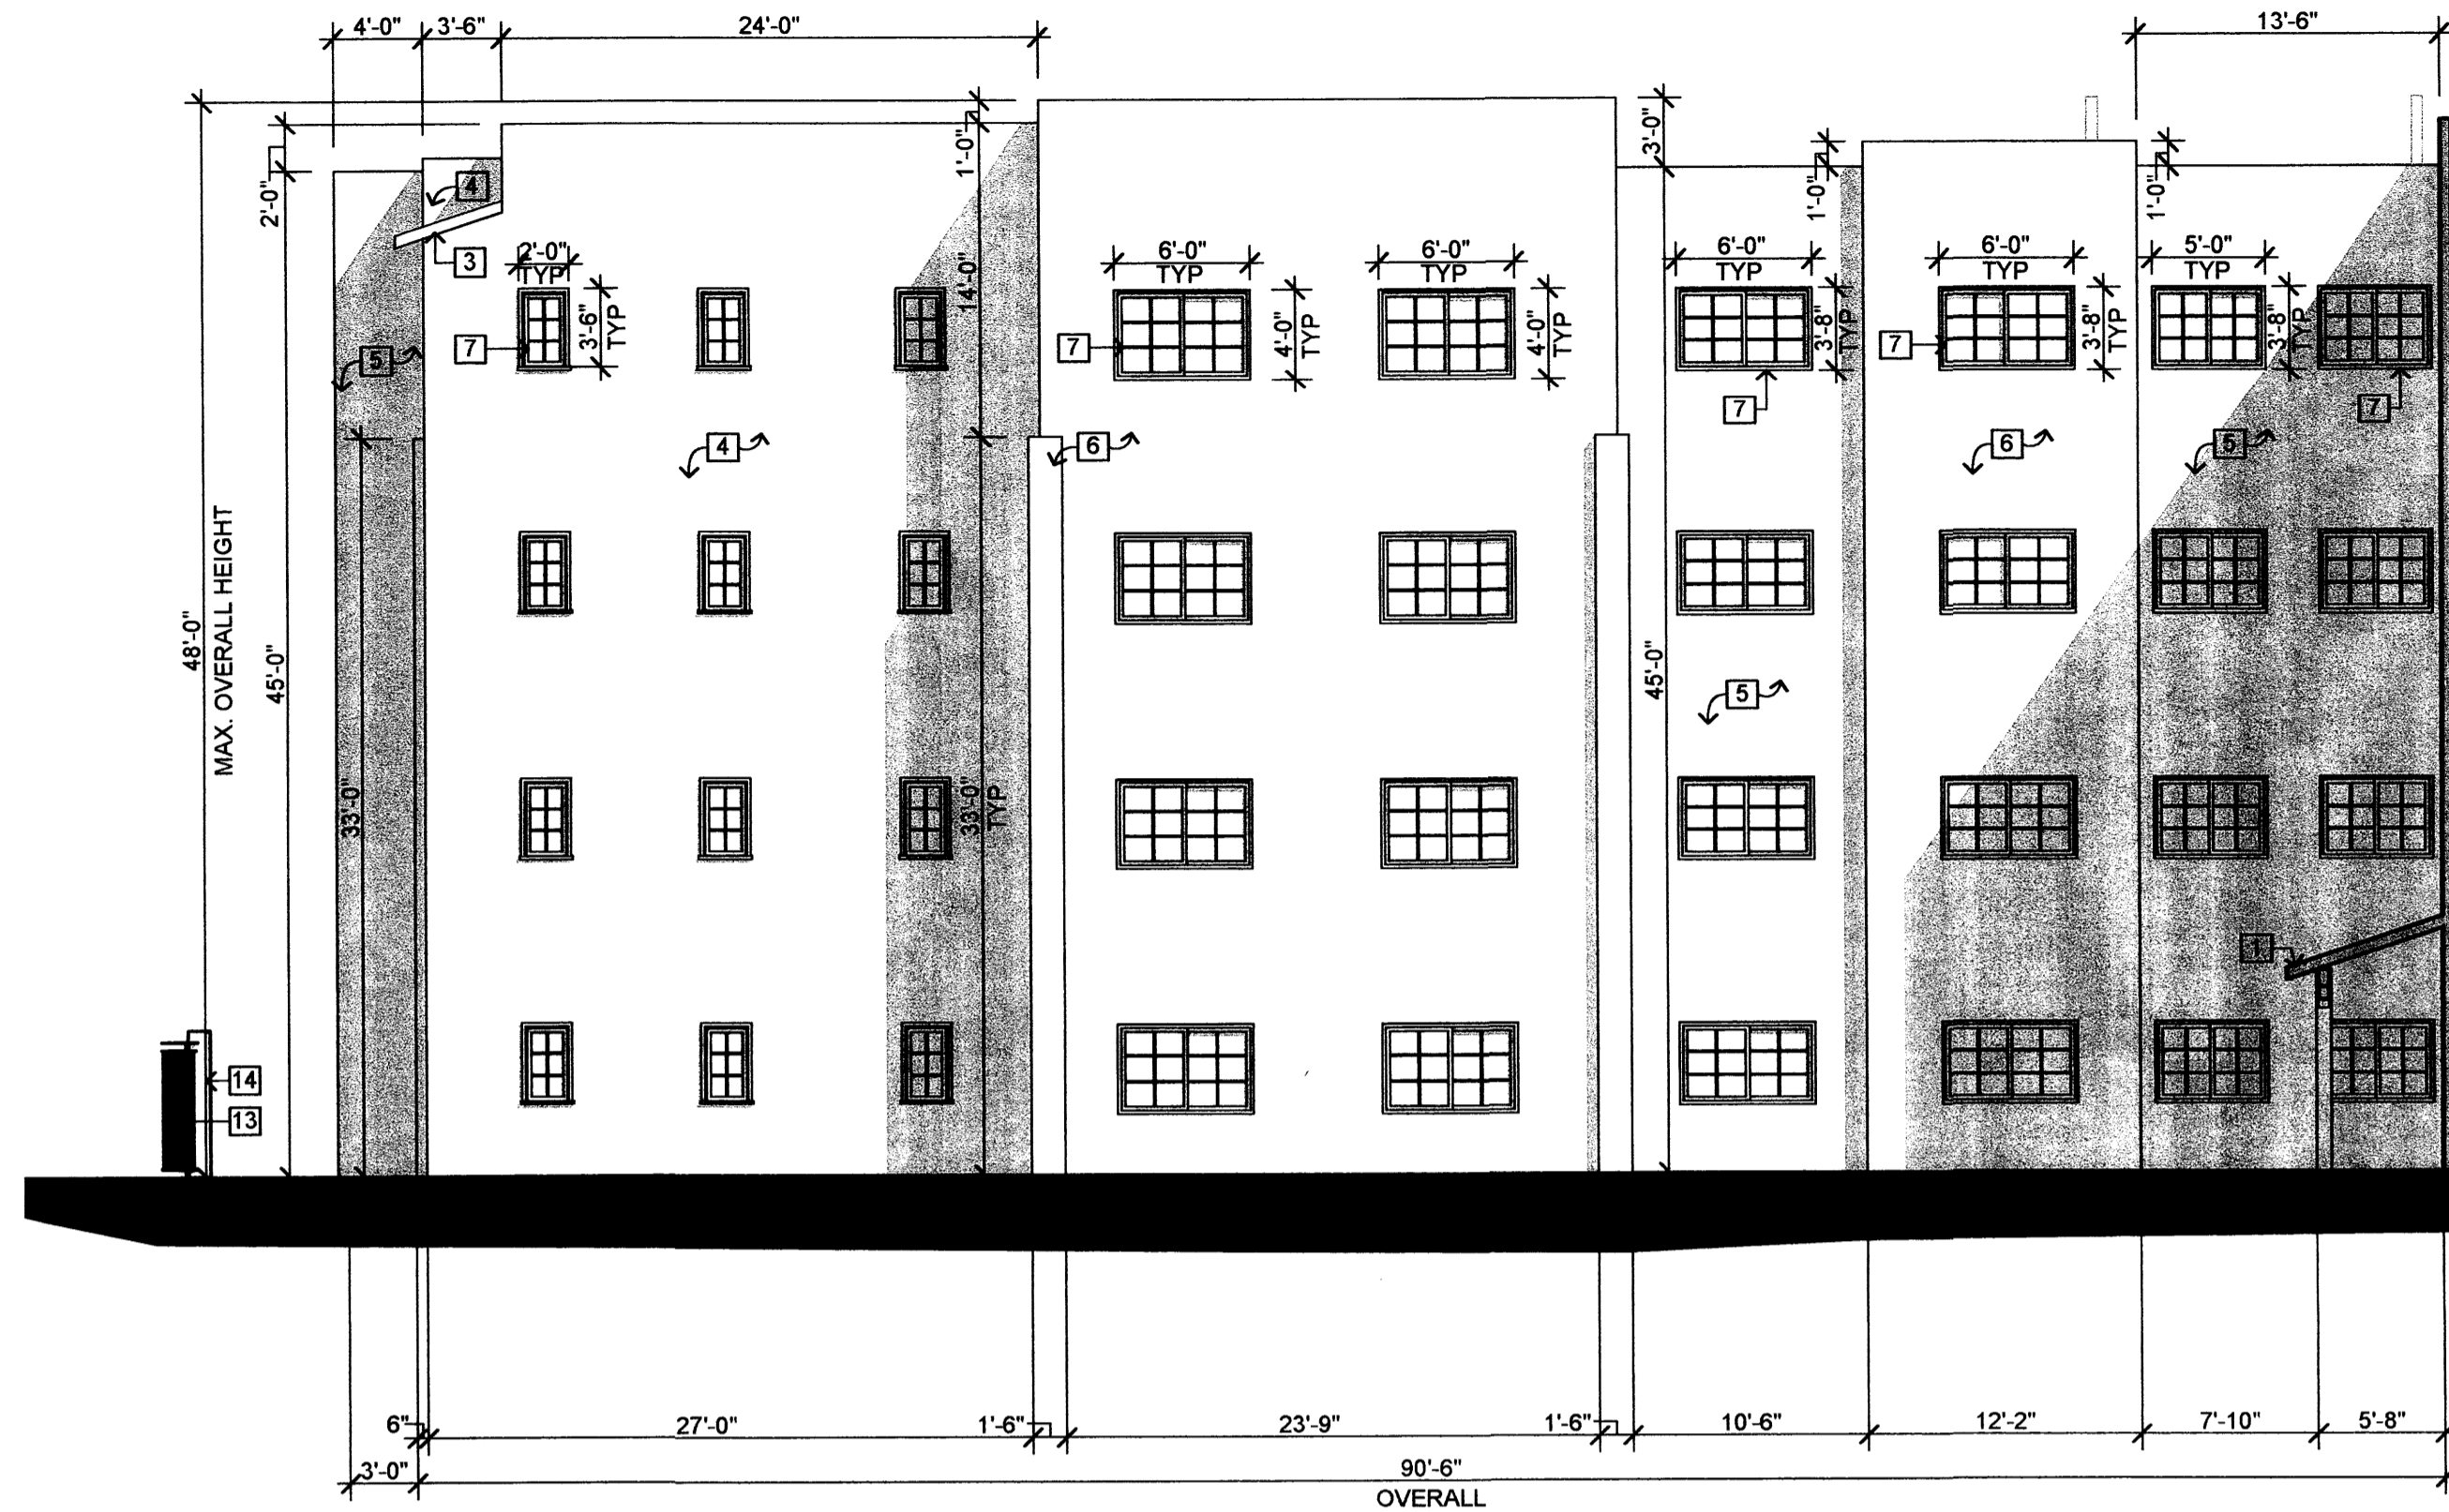 4'-0" 3'-6" 24'-0" 13'-6"
1'-0" 3'-0" 1'-0" 1'-0"
2'-0"
4
3
2'-0" 6'-0" 6'-0" 6'-0" 6'-0" 5'-0"
TYP TYP TYP TYP TYP TYP
14'-0"
7 3'-6" TYP 7 4'-0" TYP 4'-0" TYP 3'-8" TYP 7 3'-8" TYP 3'-8" TYP
5
7 7
4 6 6 5
48'-0" MAX. OVERALL HEIGHT
45'-0" 45'-0"
5
33'-0" 33'-0" TYP
1
14
13
6" 27'-0" 1'-6" 23'-9" 1'-6" 10'-6" 12'-2" 7'-10" 5'-8"
3'-0" 90'-6"
OVERALL